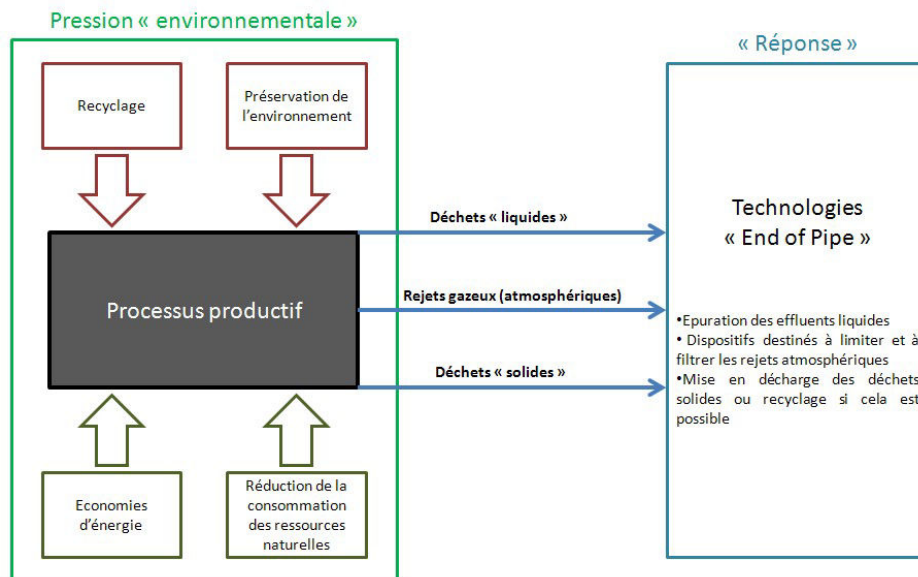 Pression « environnementale »
« Réponse »
Recyclage
Préservation de
l'environnement
Déchets « liquides »
Technologies
« End of Pipe »
Processus productif
Rejets gazeux (atmosphériques)
•Epuration des effluents liquides
• Dispositifs destinés à limiter et à
filtrer les rejets atmosphériques
•Mise en décharge des déchets
solides ou recyclage si cela est
possible
Déchets « solides »
Economies
d'énergie
Réduction de la
consommation
des ressources
naturelles